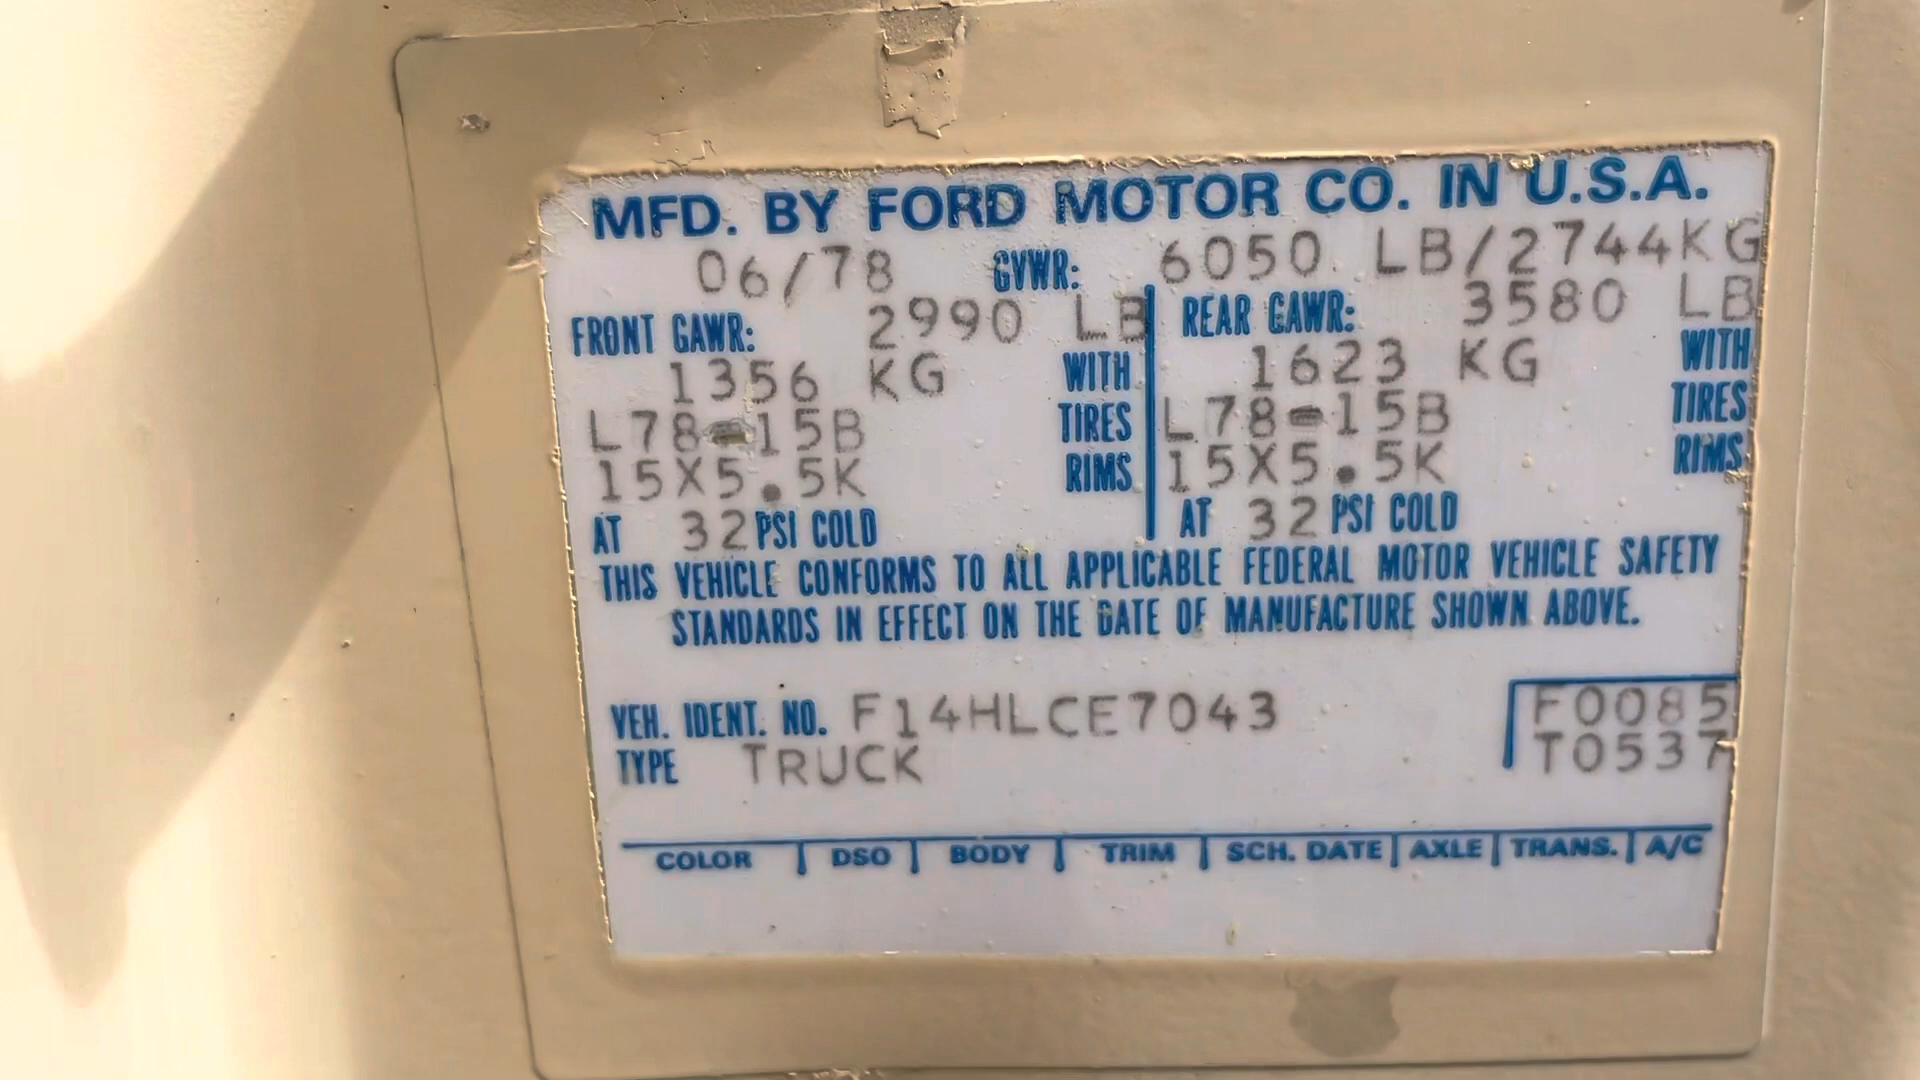 MFD. BY FORD MOTOR CO. IN U.S.A.
06/78 GVWR: 6050 LB/2744KG
FRONT GAWR: 2990 LB REAR GAWR: 3580 LB
1356 KG WITH 1623 KG WITH
L78-15B TIRES L78-15B TIRES
15X5.5K RIMS 15X5.5K RIMS
AT 32 PSI COLD AT 32 PSI COLD
THIS VEHICLE CONFORMS TO ALL APPLICABLE FEDERAL MOTOR VEHICLE SAFETY
STANDARDS IN EFFECT ON THE DATE OF MANUFACTURE SHOWN ABOVE.
VEH. IDENT. NO. F14HLCE7043 F0085
TYPE TRUCK T0537
COLOR DSO BODY TRIM SCH. DATE AXLE TRANS. A/C